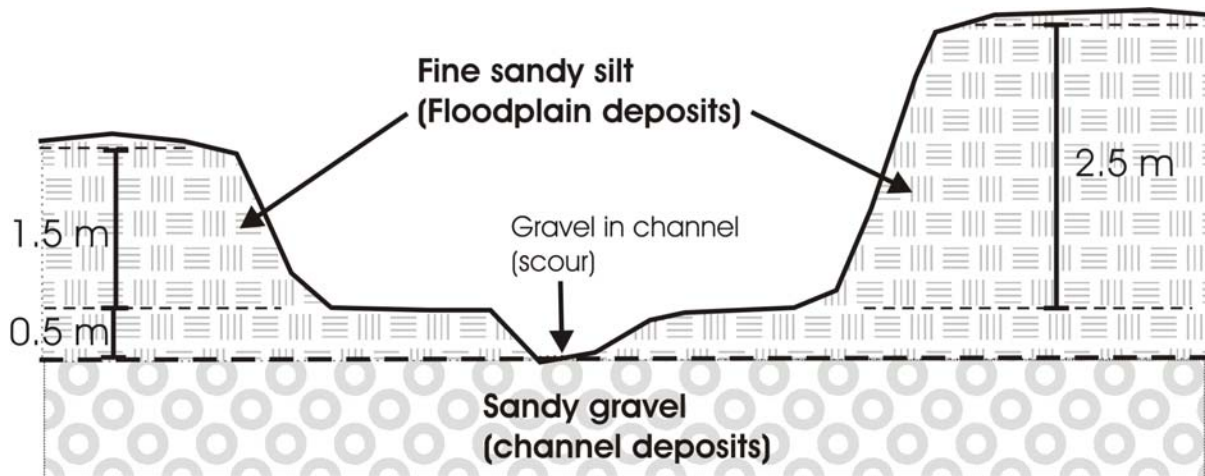 Fine sandy silt
(Floodplain deposits)
2.5 m
1.5 m
Gravel in channel
(scour)
0.5 m
Sandy gravel
(channel deposits)